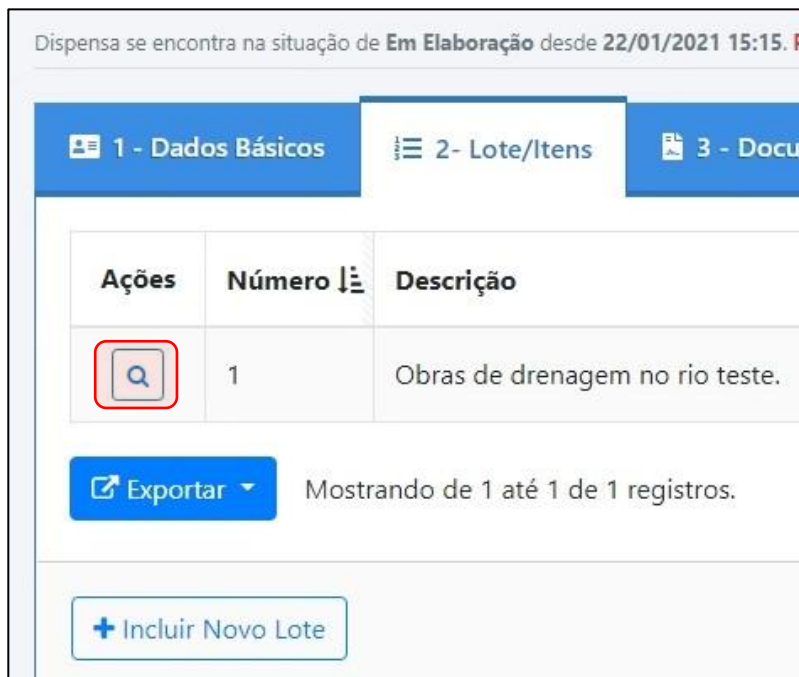 Dispensa se encontra na situação de Em Elaboração desde 22/01/2021 15:15.
1 - Dados Básicos 2- Lote/Itens 3 - Docu
Ações Número Descrição
1 Obras de drenagem no rio teste.
Exportar Mostrando de 1 até 1 de 1 registros.
Incluir Novo Lote